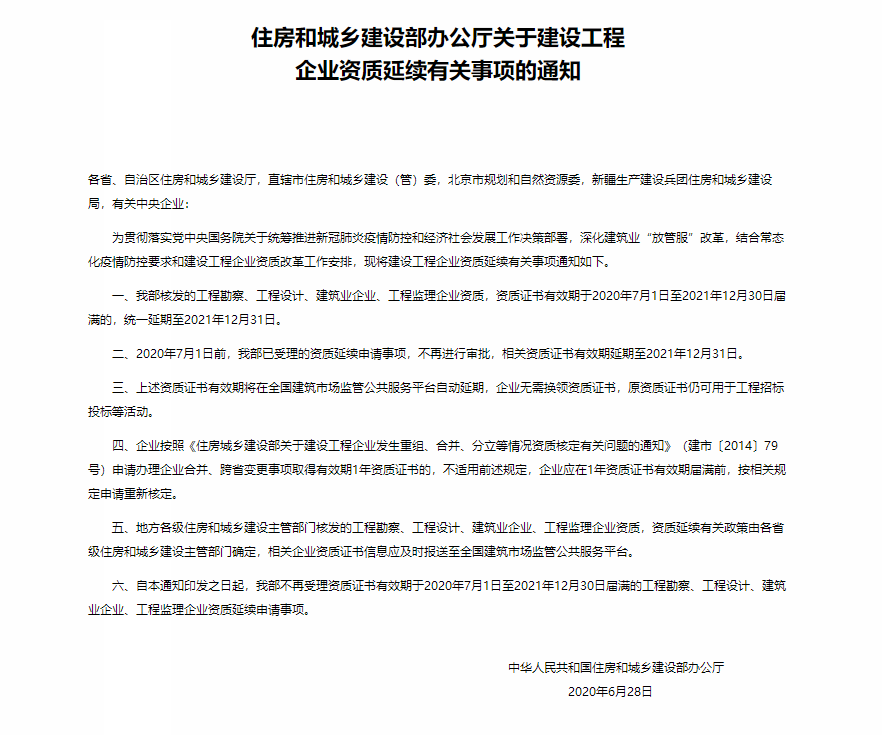 住房和城乡建设部办公厅关于建设工程
企业资质延续有关事项的通知
各省、自治区住房和城乡建设厅，直辖市住房和城乡建设（管）委，北京市规划和自然资源委，新疆生产建设兵团住房和城乡建设
局，有关中央企业：
为贯彻落实党中央国务院关于统筹推进新冠肺炎疫情防控和经济社会发展工作决策部署，深化建筑业“放管服”改革，结合常态
化疫情防控要求和建设工程企业资质改革工作安排，现将建设工程企业资质延续有关事项通知如下。
一、我部核发的工程勘察、工程设计、建筑业企业、工程监理企业资质，资质证书有效期于2020年7月1日至2021年12月30日届
满的，统一延期至2021年12月31日。
二、2020年7月1日前，我部已受理的资质延续申请事项，不再进行审批，相关资质证书有效期延期至2021年12月31日。
三、上述资质证书有效期将在全国建筑市场监管公共服务平台自动延期，企业无需换领资质证书，原资质证书仍可用于工程招标
投标等活动。
四、企业按照《住房城乡建设部关于建设工程企业发生重组、合并、分立等情况资质核定有关问题的通知》（建市〔2014〕79
号）申请办理企业合并、跨省变更事项取得有效期1年资质证书的，不适用前述规定，企业应在1年资质证书有效期届满前，按相关规
定申请重新核定。
五、地方各级住房和城乡建设主管部门核发的工程勘察、工程设计、建筑业企业、工程监理企业资质，资质延续有关政策由各省
级住房和城乡建设主管部门确定，相关企业资质证书信息应及时报送至全国建筑市场监管公共服务平台。
六、自本通知印发之日起，我部不再受理资质证书有效期于2020年7月1日至2021年12月30日届满的工程勘察、工程设计、建筑
业企业、工程监理企业资质延续申请事项。
中华人民共和国住房和城乡建设部办公厅
2020年6月28日